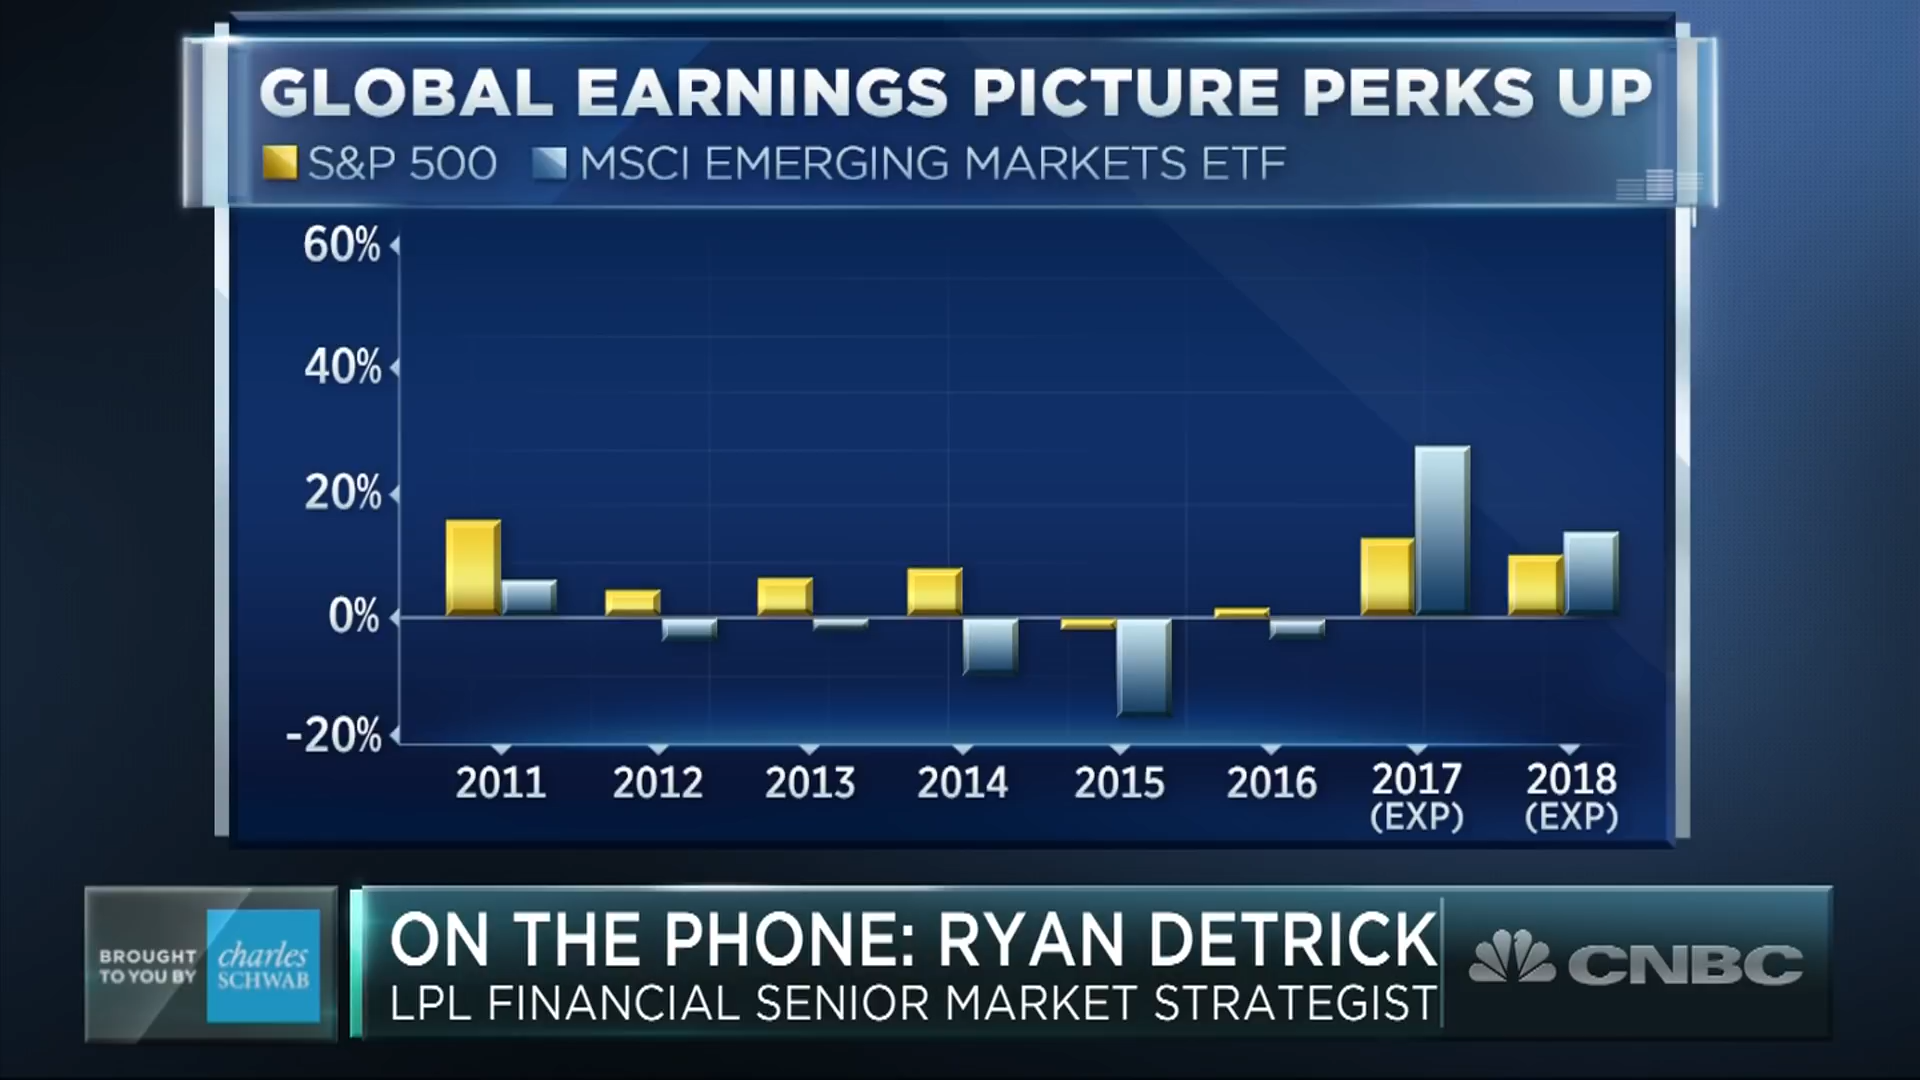 GLOBAL EARNINGS PICTURE PERKS UP
S&P 500 MSCI EMERGING MARKETS ETF
60%
40%
20%
0%
-20%
2011 2012 2013 2014 2015 2016 2017 (EXP) 2018 (EXP)
BROUGHT TO YOU BY
charles SCHWAB
ON THE PHONE: RYAN DETRICK
LPL FINANCIAL SENIOR MARKET STRATEGIST
CNBC